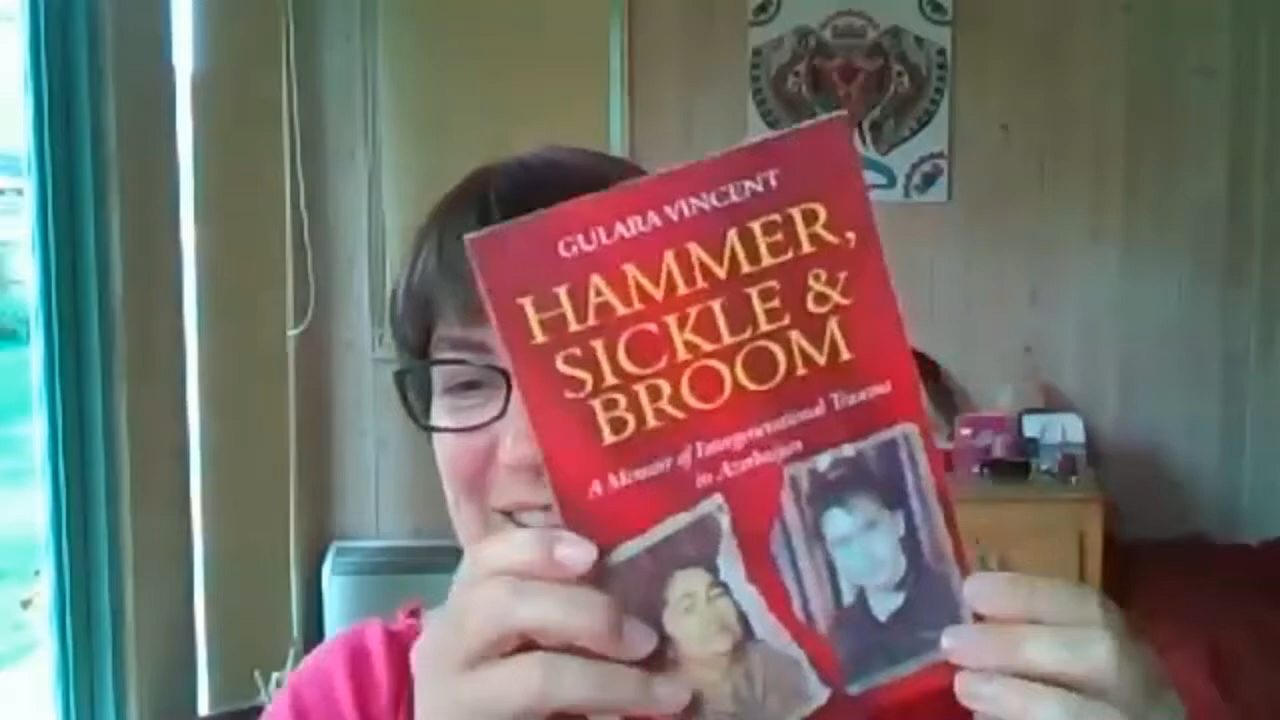 GULARA VINCENT
HAMMER,
SICKLE &
BROOM
A Memoir of Intergenerational Trauma
in Azerbaijan